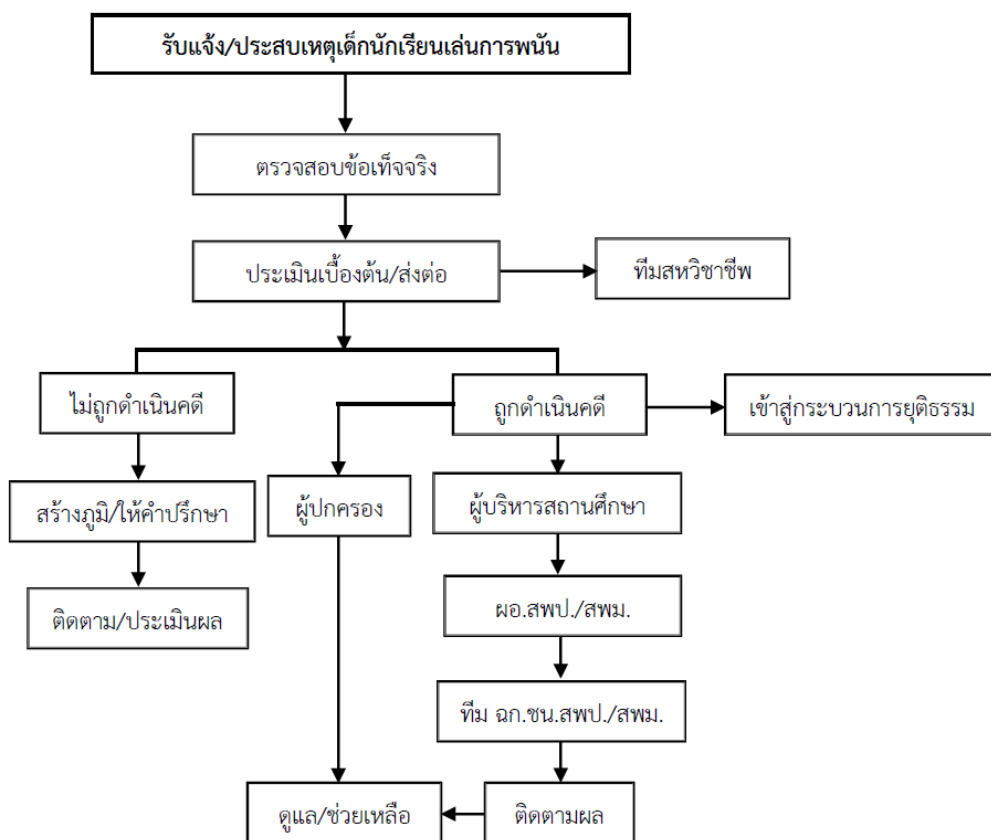 รับแจ้ง/ประสบเหตุเด็กนักเรียนเล่นการพนัน
ตรวจสอบข้อเท็จจริง
ประเมินเบื้องต้น/ส่งต่อ
ทีมสหวิชาชีพ
ไม่ถูกดำเนินคดี
ถูกดำเนินคดี
เข้าสู่กระบวนการยุติธรรม
สร้างภูมิ/ให้คำปรึกษา
ผู้ปกครอง
ผู้บริหารสถานศึกษา
ติดตาม/ประเมินผล
ผอ.สพป./สพม.
ทีม ฉก.ชน.สพป./สพม.
ดูแล/ช่วยเหลือ
ติดตามผล